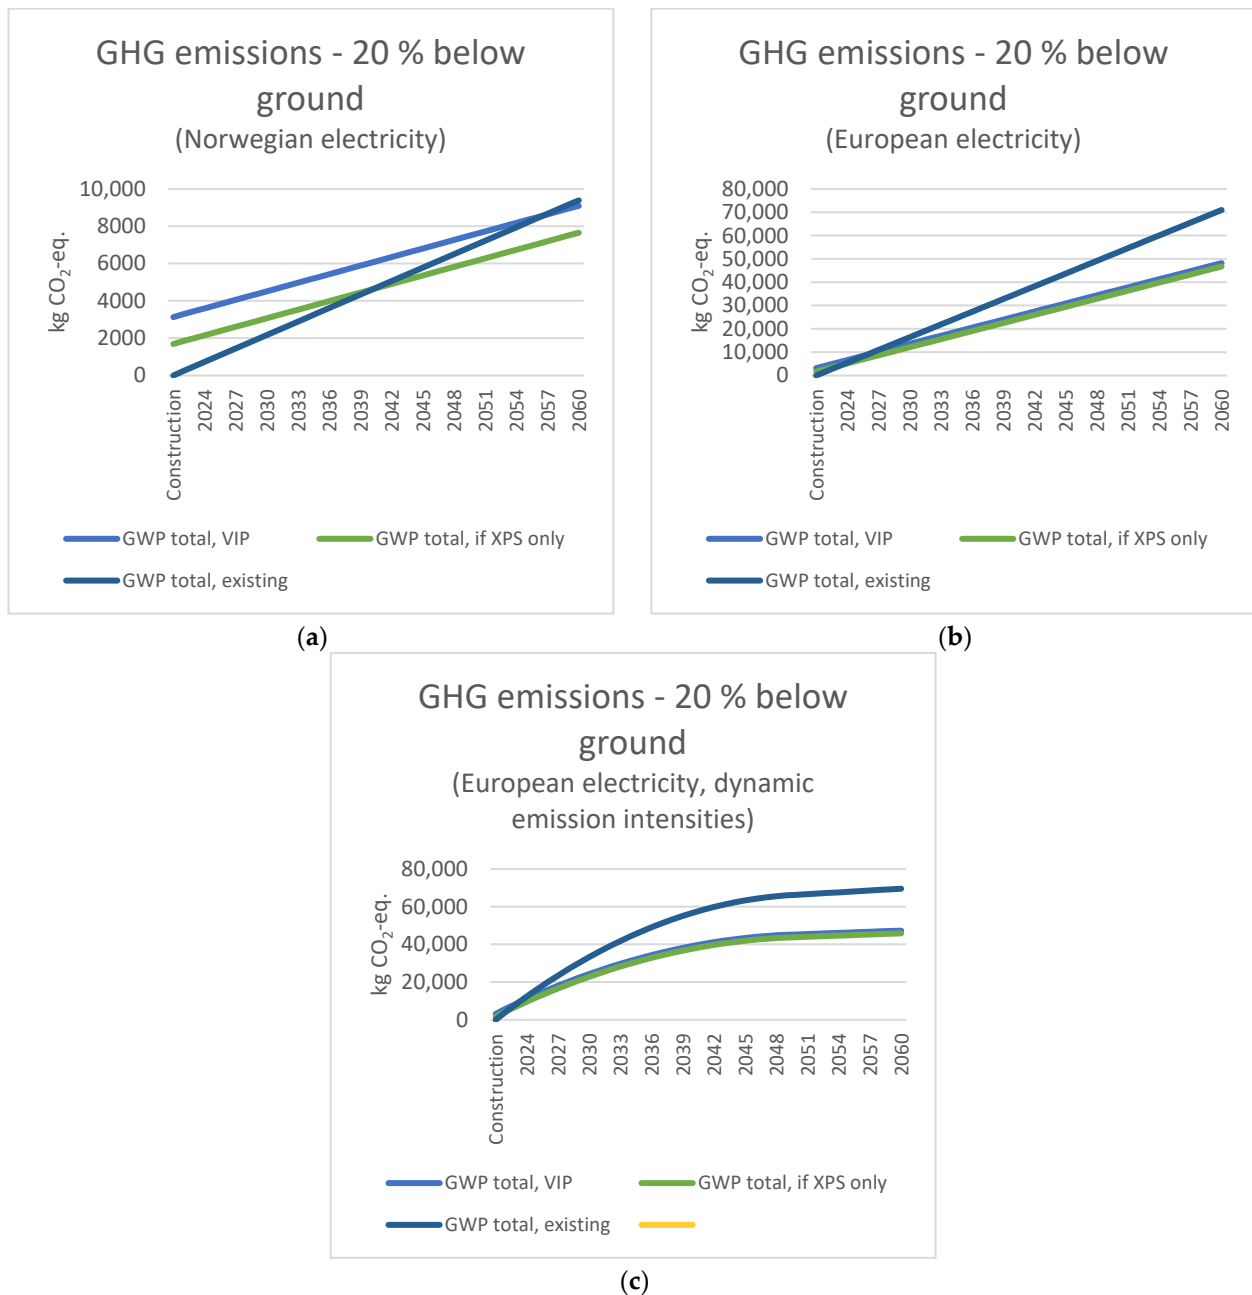 GHG emissions - 20 % below
ground
(Norwegian electricity)
kg CO₂-eq.
10,000
8000
6000
4000
2000
0
Construction
2024
2027
2030
2033
2036
2039
2042
2045
2048
2051
2054
2057
2060
GWP total, VIP
GWP total, if XPS only
GWP total, existing
(a)
GHG emissions - 20 % below
ground
(European electricity)
kg CO₂-eq.
80,000
70,000
60,000
50,000
40,000
30,000
20,000
10,000
0
Construction
2024
2027
2030
2033
2036
2039
2042
2045
2048
2051
2054
2057
2060
GWP total, VIP
GWP total, if XPS only
GWP total, existing
(b)
GHG emissions - 20 % below
ground
(European electricity, dynamic
emission intensities)
kg CO₂-eq.
80,000
60,000
40,000
20,000
0
Construction
2024
2027
2030
2033
2036
2039
2042
2045
2048
2051
2054
2057
2060
GWP total, VIP
GWP total, if XPS only
GWP total, existing
(c)